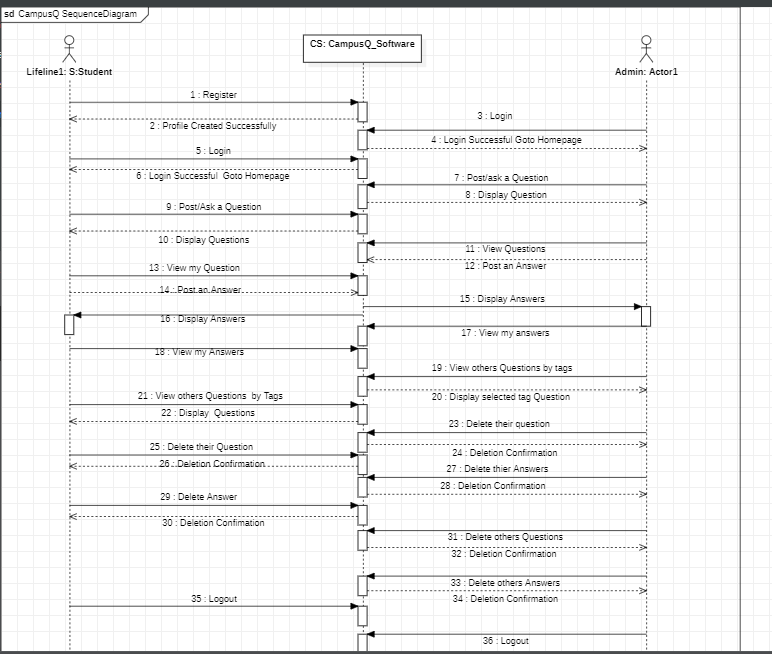 sd CampusQ SequenceDiagram
CS: CampusQ_Software
Lifeline1: S:Student
Admin: Actor1
1 : Register
3 : Login
2 : Profile Created Successfully
4 : Login Successful Goto Homepage
5 : Login
6 : Login Successful Goto Homepage
7 : Post/ask a Question
8 : Display Question
9 : Post/Ask a Question
10 : Display Questions
11 : View Questions
12 : Post an Answer
13 : View my Question
14 : Post an Answer
15 : Display Answers
16 : Display Answers
17 : View my answers
18 : View my Answers
19 : View others Questions by tags
21 : View others Questions by Tags
20 : Display selected tag Question
22 : Display Questions
23 : Delete their question
25 : Delete their Question
24 : Deletion Confirmation
26 : Deletion Confirmation
27 : Delete thier Answers
28 : Deletion Confirmation
29 : Delete Answer
30 : Deletion Confimation
31 : Delete others Questions
32 : Deletion Confirmation
33 : Delete others Answers
35 : Logout
34 : Deletion Confirmation
36 : Logout